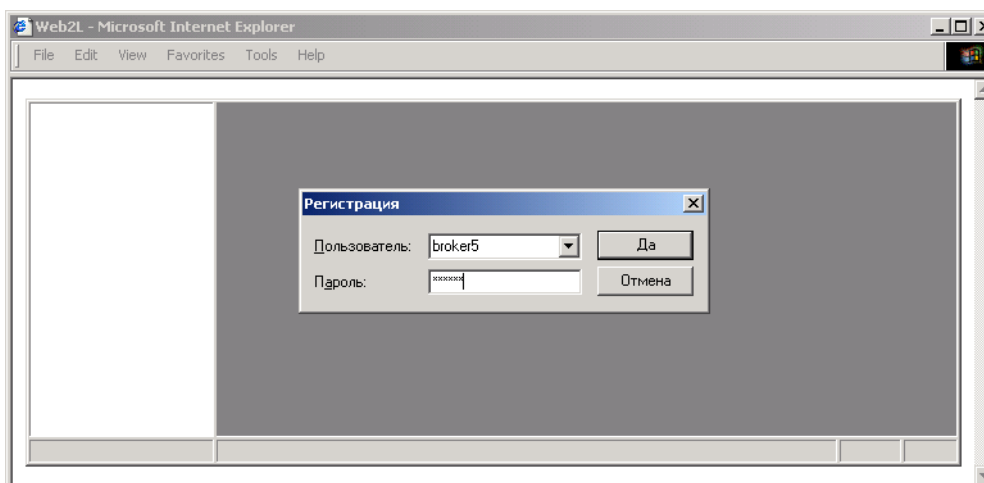 Web2L - Microsoft Internet Explorer
File Edit View Favorites Tools Help
Регистрация
Пользователь: broker5 Да
Пароль: ****** Отмена